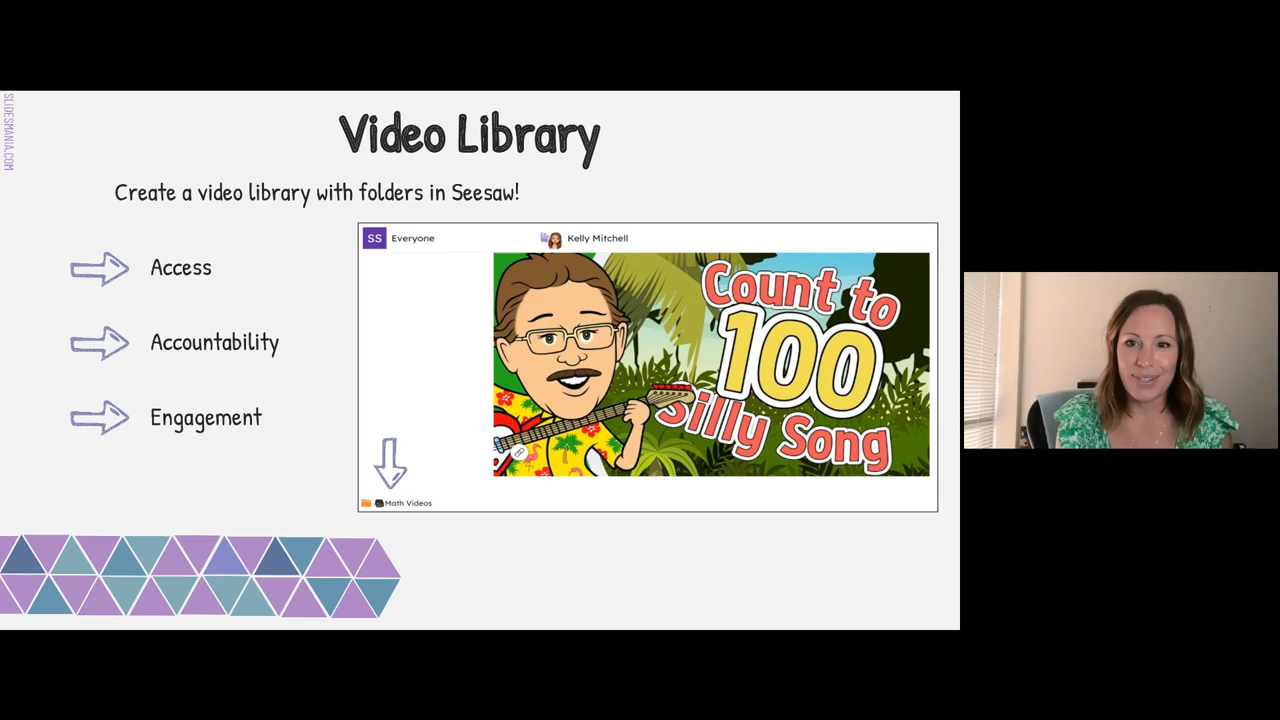 SLIDESMANIA.COM
Video Library
Create a video library with folders in Seesaw!
Access
Accountability
Engagement
SS Everyone
Kelly Mitchell
Count to
100
Silly Song
Math Videos